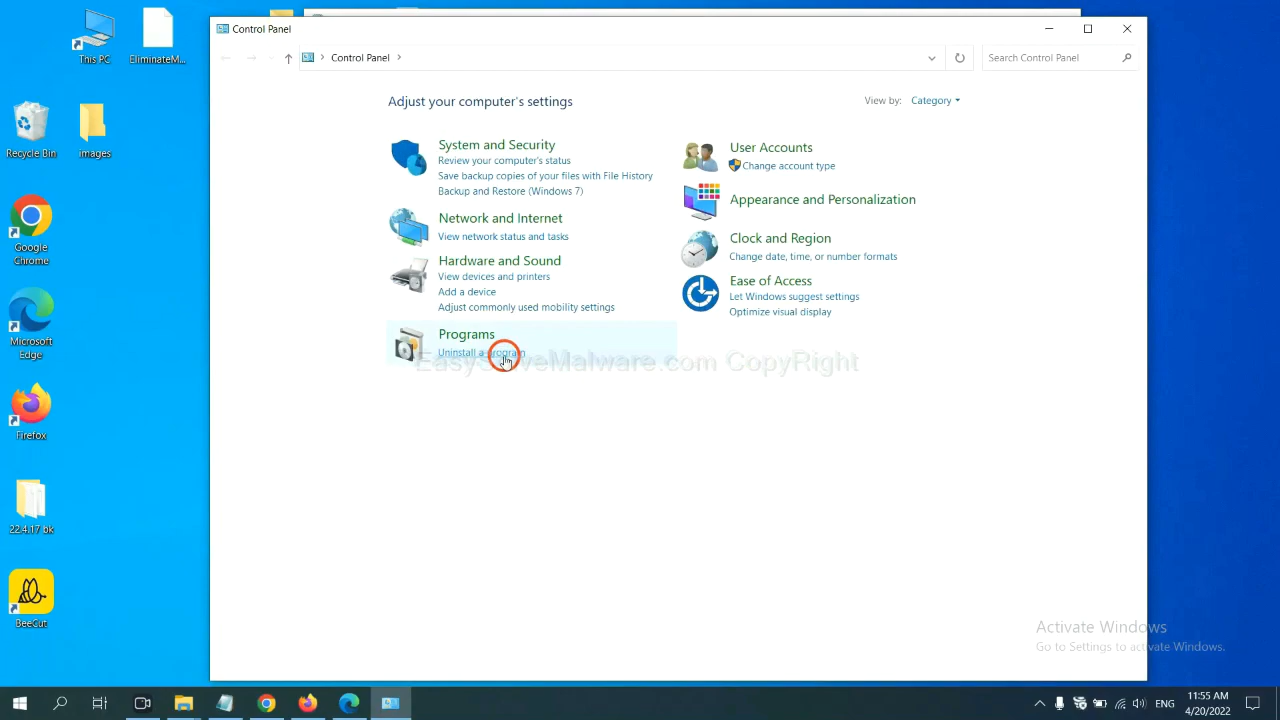 Control Panel
This PC
EliminateM...
Control Panel
Search Control Panel
Adjust your computer's settings
View by: Category
System and Security
Review your computer's status
Save backup copies of your files with File History
Backup and Restore (Windows 7)
Network and Internet
View network status and tasks
Hardware and Sound
View devices and printers
Add a device
Adjust commonly used mobility settings
Programs
Uninstall a program
User Accounts
Change account type
Appearance and Personalization
Clock and Region
Change date, time, or number formats
Ease of Access
Let Windows suggest settings
Optimize visual display
EasySolveMalware.com CopyRight
Recycle Bin
images
Google
Chrome
Microsoft
Edge
Firefox
22.4.17 bk
BeeCut
Activate Windows
Go to Settings to activate Windows.
ENG
11:55 AM
4/20/2022